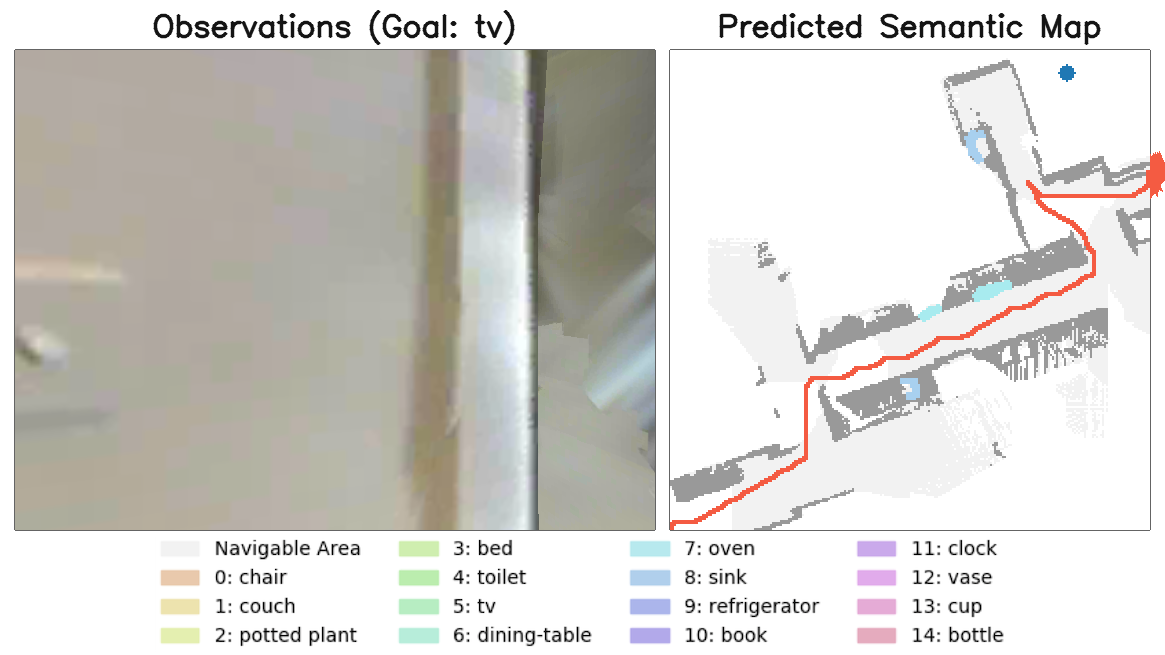 Observations (Goal: tv)
Predicted Semantic Map
Navigable Area
0: chair
1: couch
2: potted plant
3: bed
4: toilet
5: tv
6: dining-table
7: oven
8: sink
9: refrigerator
10: book
11: clock
12: vase
13: cup
14: bottle